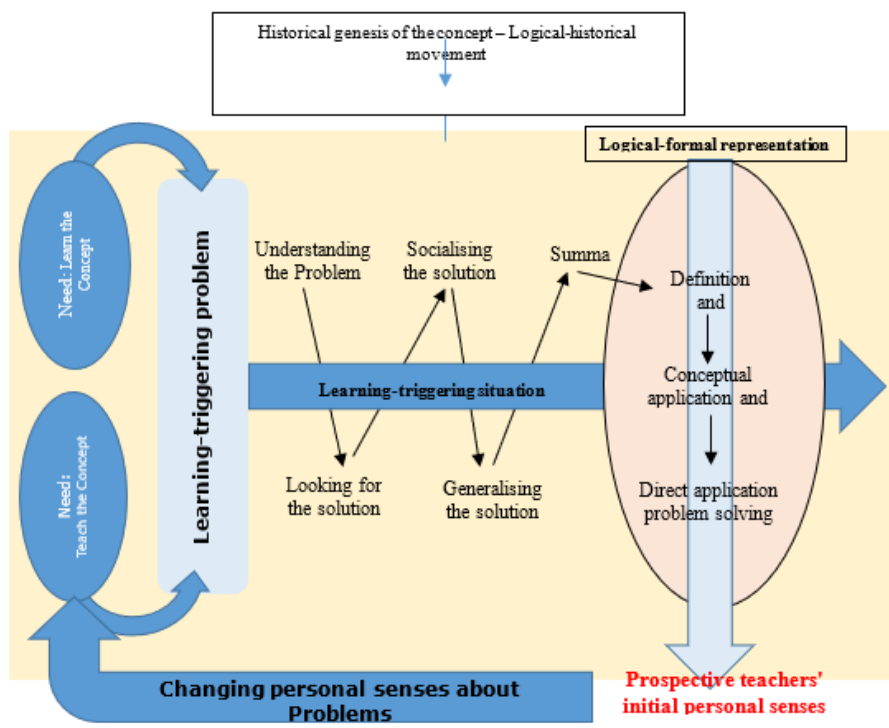 Historical genesis of the concept – Logical-historical
movement
Logical-formal representation
Need: Learn the
Concept
Need:
Teach the Concept
Learning-triggering problem
Understanding
the Problem
Socialising
the solution
Summa
Definition
and
Learning-triggering situation
Conceptual
application and
Looking for
the solution
Generalising
the solution
Direct application
problem solving
Changing personal senses about
Problems
Prospective teachers'
initial personal senses